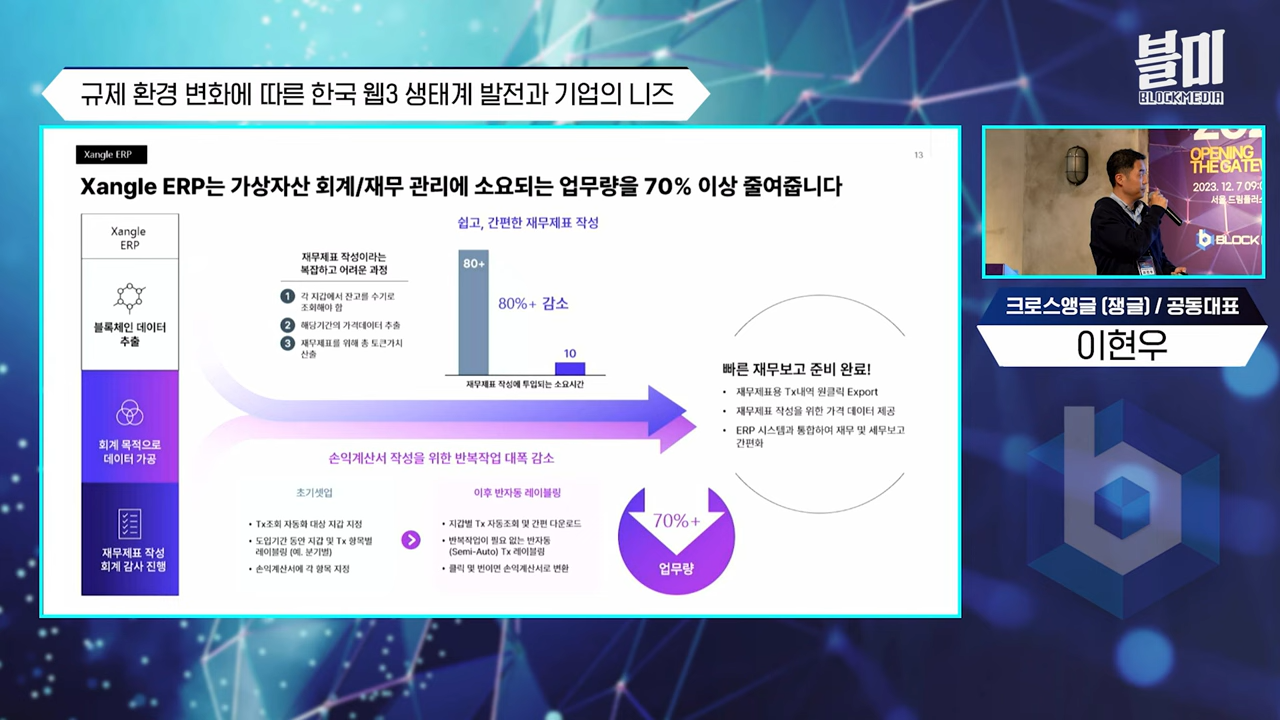 블미
BLOCKMEDIA
규제 환경 변화에 따른 한국 웹3 생태계 발전과 기업의 니즈
Xangle ERP
13
Xangle ERP는 가상자산 회계/재무 관리에 소요되는 업무량을 70% 이상 줄여줍니다
Xangle
ERP
블록체인 데이터
추출
회계 목적으로
데이터 가공
재무제표 작성
회계 감사 진행
쉽고, 간편한 재무제표 작성
재무제표 작성이라는
복잡하고 어려운 과정
1 각 지갑에서 잔고를 수기로
조회해야 함
2 해당기간의 가격데이터 추출
3 재무제표를 위해 총 토큰가치
산출
80+
80%+ 감소
10
재무제표 작성에 투입되는 소요시간
손익계산서 작성을 위한 반복작업 대폭 감소
초기셋업
• Tx조회 자동화 대상 지갑 지정
• 도입기간 동안 지갑 및 Tx 항목별
레이블링 (예. 분기별)
• 손익계산서에 각 항목 지정
이후 반자동 레이블링
• 지갑별 Tx 자동조회 및 간편 다운로드
• 반복작업이 필요 없는 반자동
(Semi-Auto) Tx 레이블링
• 클릭 몇 번이면 손익계산서로 변환
70%+
업무량
빠른 재무보고 준비 완료!
• 재무제표용 Tx내역 원클릭 Export
• 재무제표 작성을 위한 가격 데이터 제공
• ERP 시스템과 통합하여 재무 및 세무보고
간편화
OPENING
THE GATEW
2023. 12. 7 09:0
서울 드림플러스
BLOCK
크로스앵글 (쟁글) / 공동대표
이현우